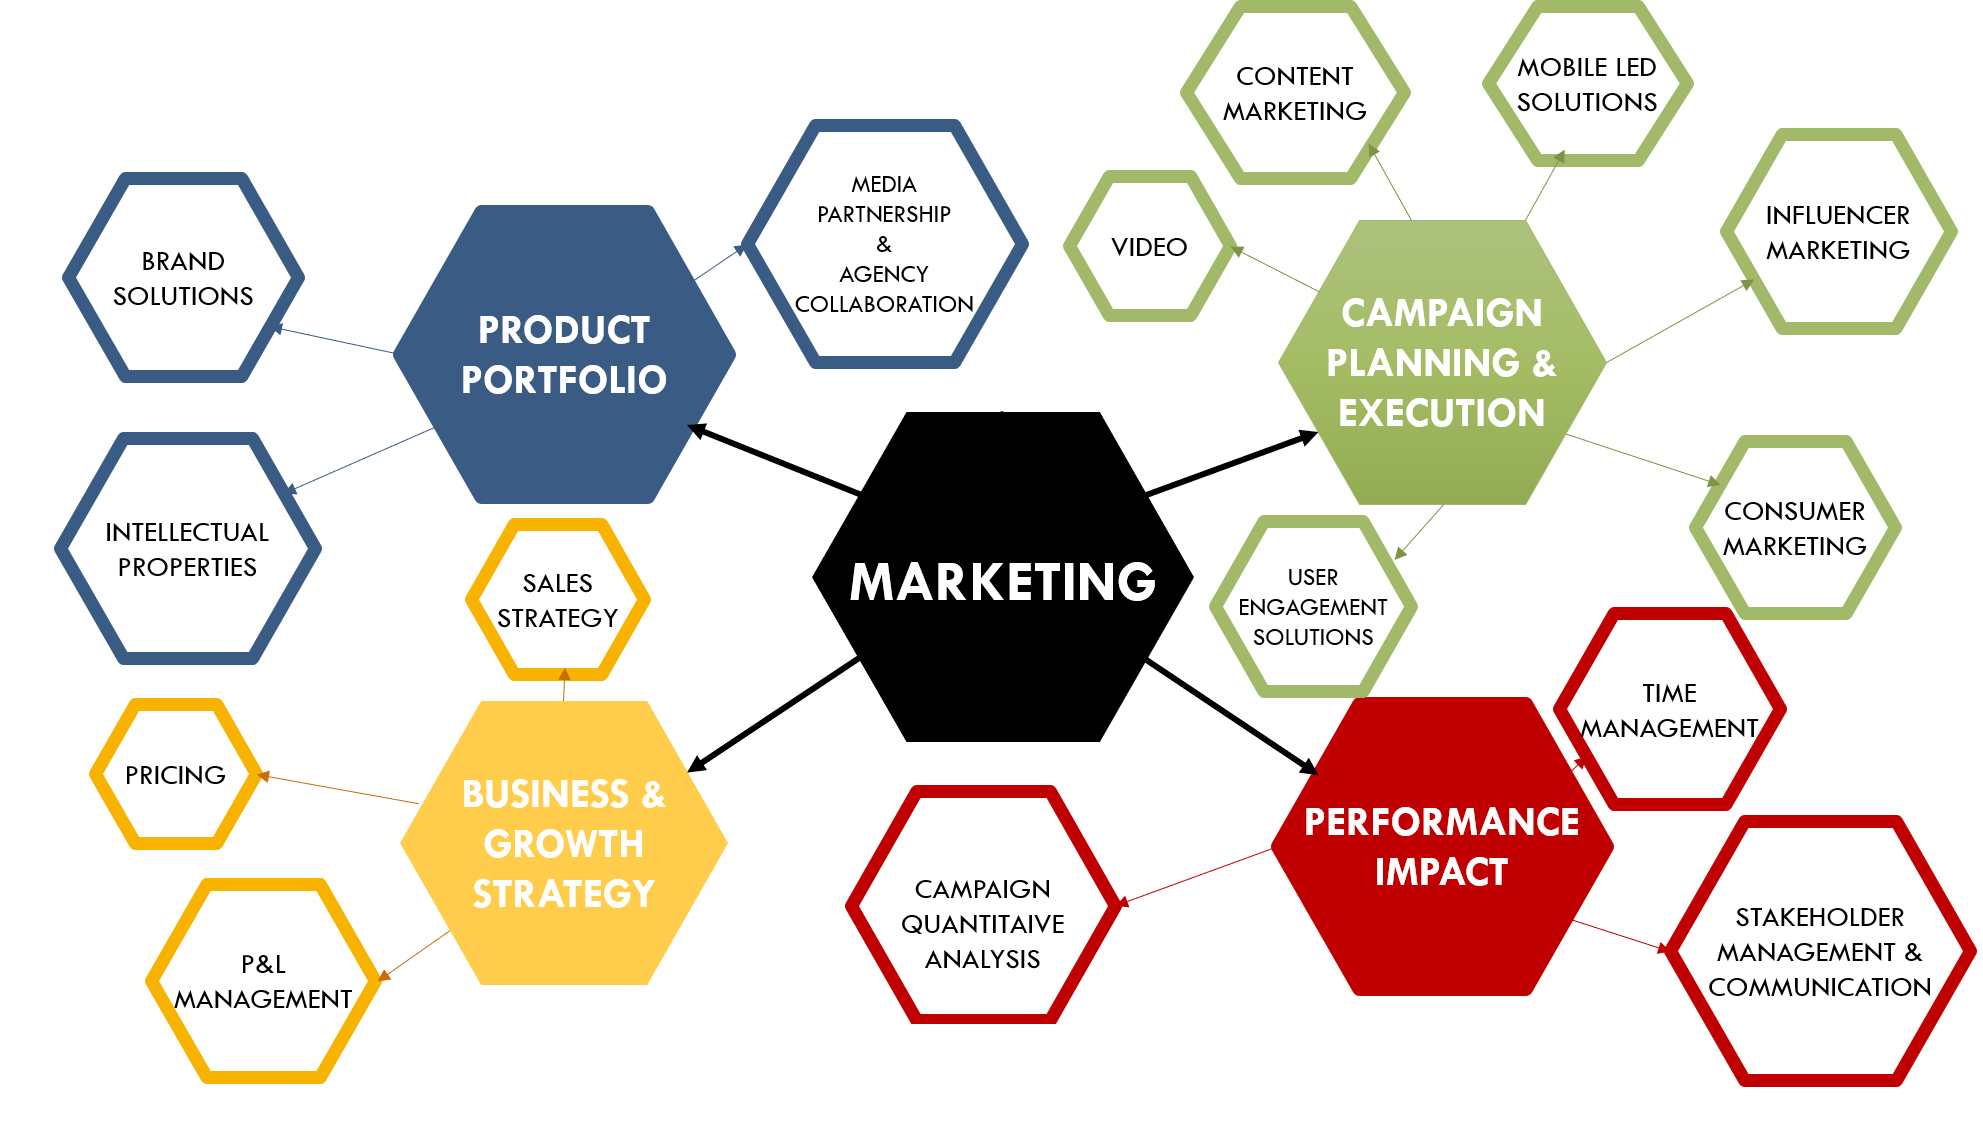 CONTENT
MARKETING
MOBILE LED
SOLUTIONS
MEDIA
PARTNERSHIP
&
AGENCY
COLLABORATION
VIDEO
INFLUENCER
MARKETING
BRAND
SOLUTIONS
PRODUCT
PORTFOLIO
CAMPAIGN
PLANNING &
EXECUTION
INTELLECTUAL
PROPERTIES
SALES
STRATEGY
MARKETING
USER
ENGAGEMENT
SOLUTIONS
CONSUMER
MARKETING
TIME
MANAGEMENT
PRICING
BUSINESS &
GROWTH
STRATEGY
PERFORMANCE
IMPACT
P&L
MANAGEMENT
CAMPAIGN
QUANTITAIVE
ANALYSIS
STAKEHOLDER
MANAGEMENT &
COMMUNICATION